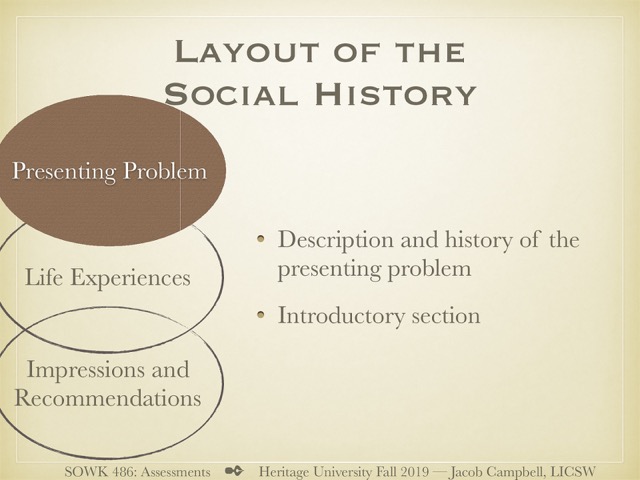 Layout of the
Social History
Presenting Problem
Life Experiences
Impressions and
Recommendations
• Description and history of the
presenting problem
• Introductory section
SOWK 486: Assessments ✒ Heritage University Fall 2019 — Jacob Campbell, LICSW